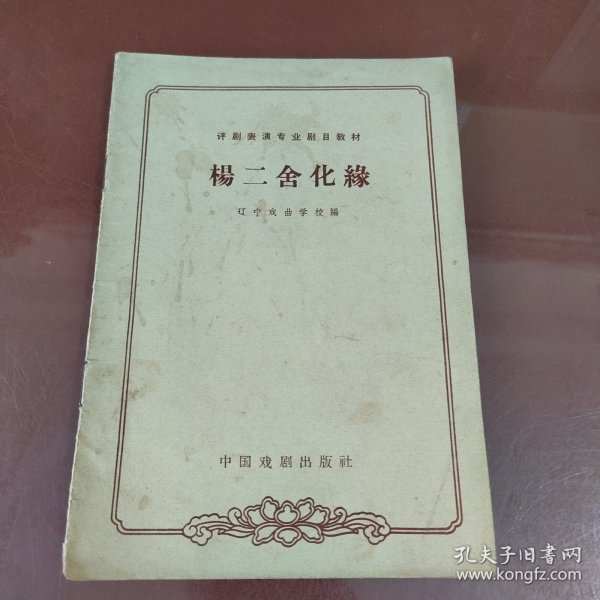 评剧表演专业剧目教材
楊二舍化緣
辽宁戏曲学校編
中国戏剧出版社
孔夫子旧书网
www.kongfz.com